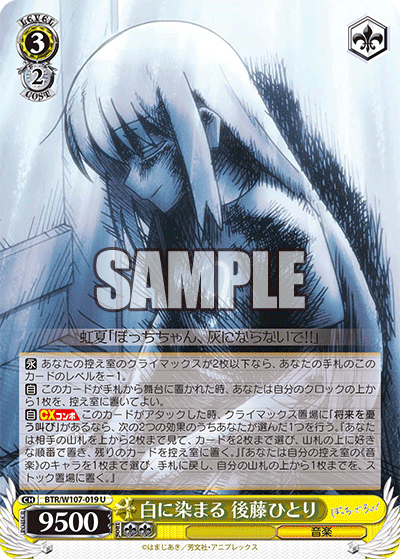 LEVEL
3
2
COST
SAMPLE
虹夏「ぼっちちゃん、灰にならないで!!」
永 あなたの控え室のクライマックスが2枚以下なら、あなたの手札のこの
カードのレベルを－1。
自 このカードが手札から舞台に置かれた時、あなたは自分のクロックの上か
ら1枚を、控え室に置いてよい。
自 CXコンボ このカードがアタックした時、クライマックス置場に「将来を憂
う叫び」があるなら、次の2つの効果のうちあなたが選んだ1つを行う。『あな
たは相手の山札を上から2枚まで見て、カードを2枚まで選び、山札の上に好き
な順番で置き、残りのカードを控え室に置く。』『あなたは自分の控え室の《音
楽》のキャラを1枚まで選び、手札に戻し、自分の手札を1枚選び、ストック
置場に置く。』
CH BTR/W107-019 U
POWER
9500
白に染まる 後藤ひとり
ぼっち・ざ・ろっく!
音楽
©はまじあき／芳文社・アニプレックス